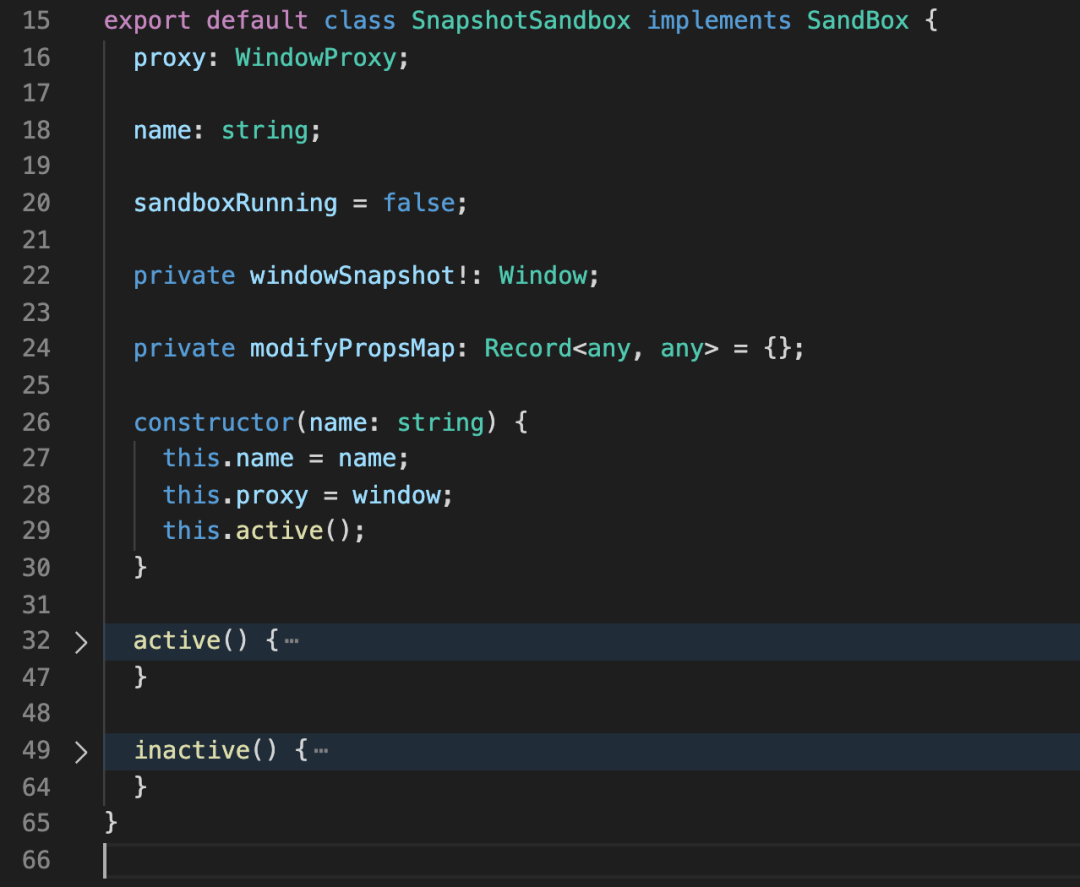 15 export default class SnapshotSandbox implements SandBox {
16 proxy: WindowProxy;
17
18 name: string;
19
20 sandboxRunning = false;
21
22 private windowSnapshot!: Window;
23
24 private modifyPropsMap: Record<any, any> = {};
25
26 constructor(name: string) {
27 this.name = name;
28 this.proxy = window;
29 this.active();
30 }
31
32 active() {⋯
47 }
48
49 inactive() {⋯
64 }
65 }
66